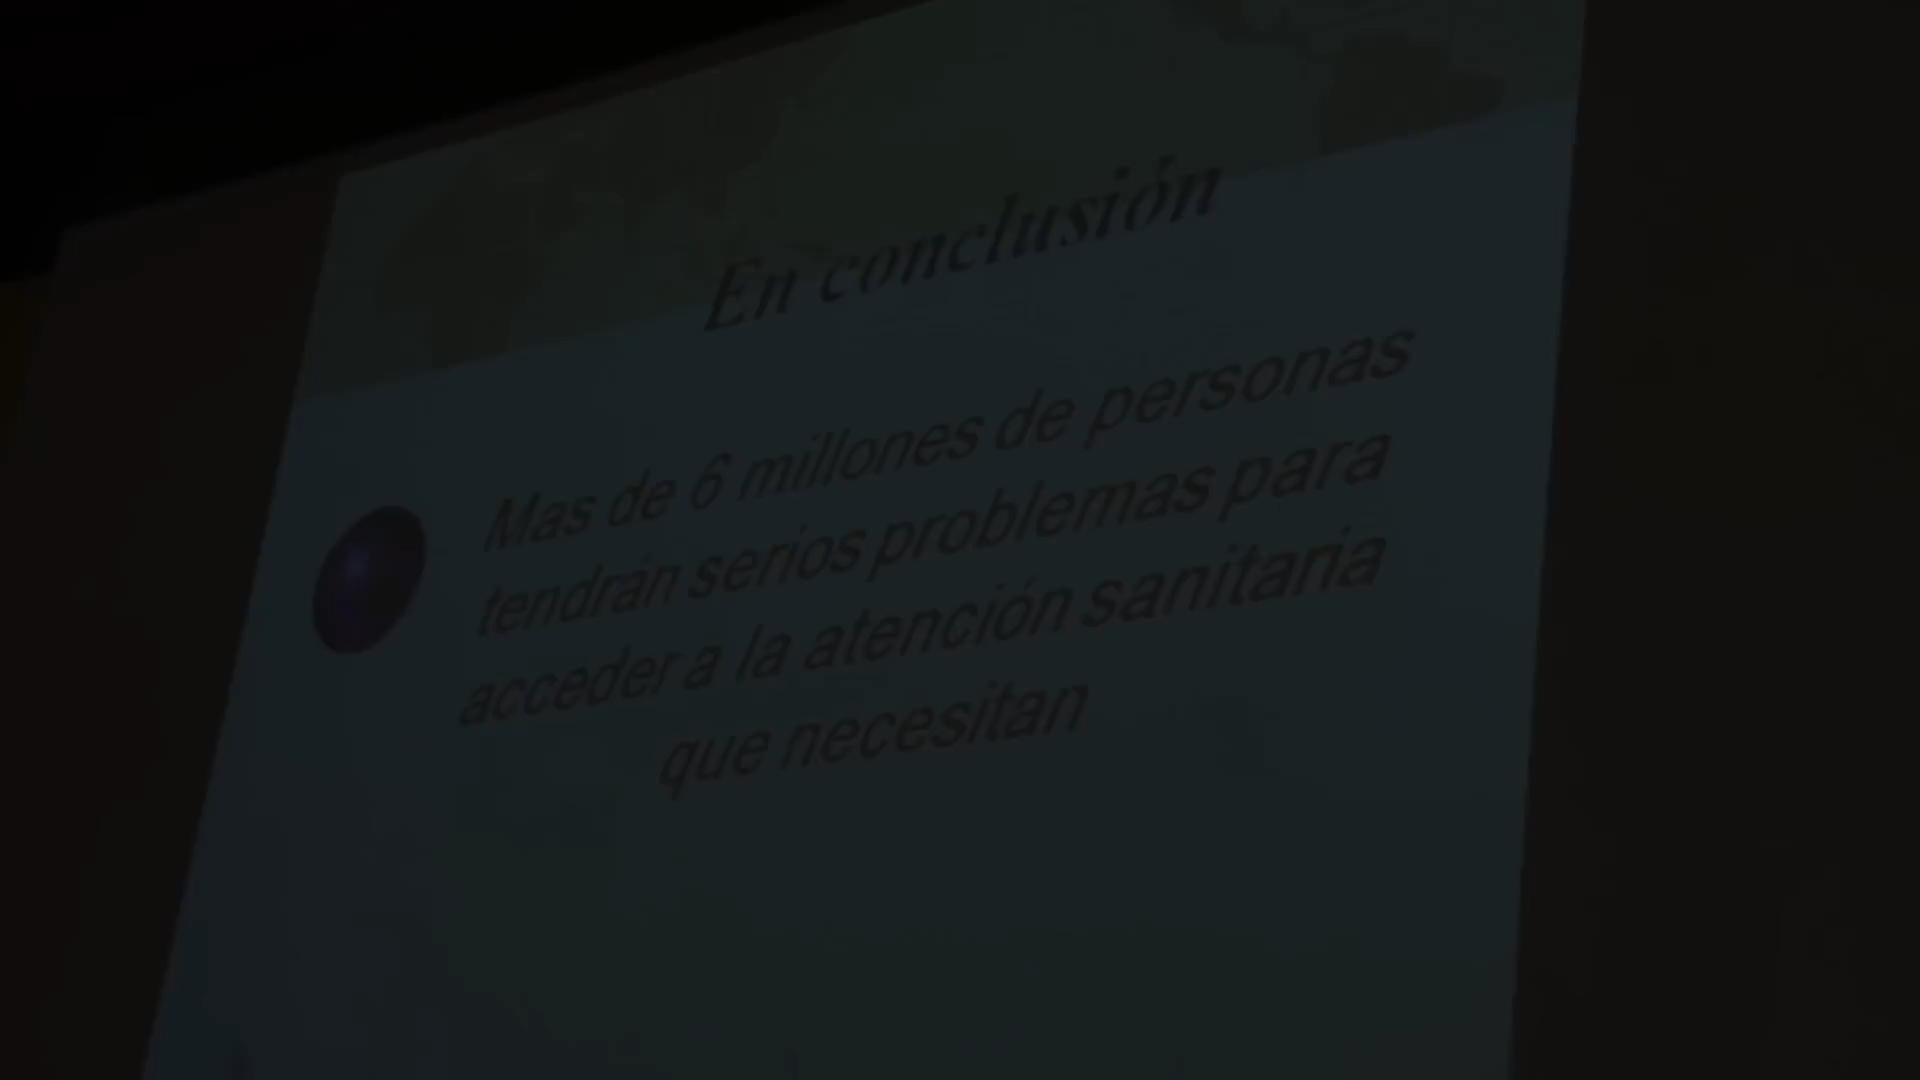 En conclusión
Mas de 6 millones de personas
tendrán serios problemas para
acceder a la atención sanitaria
que necesitan